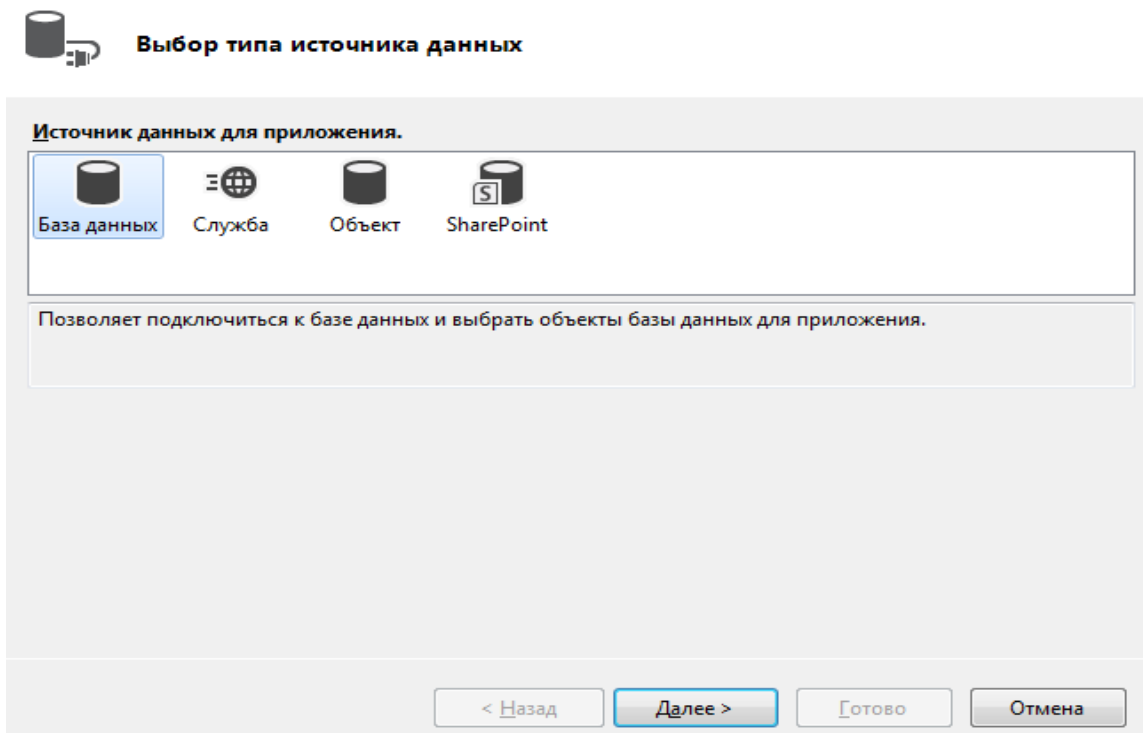 Выбор типа источника данных
Источник данных для приложения.
База данных Служба Объект SharePoint
Позволяет подключиться к базе данных и выбрать объекты базы данных для приложения.
< Назад Далее > Готово Отмена